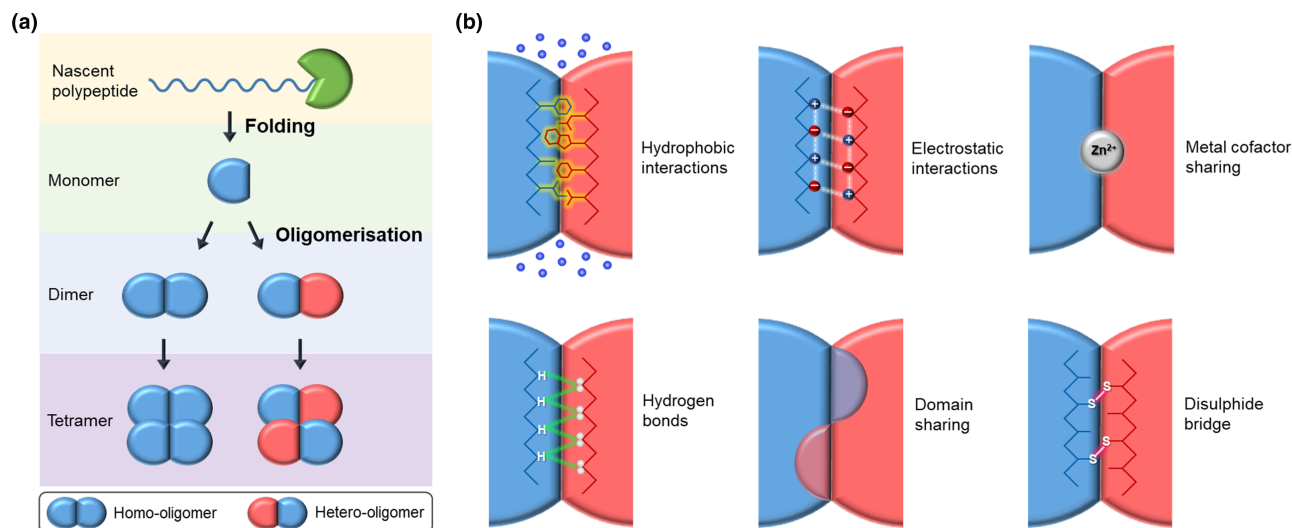 (a)
Nascent
polypeptide
Folding
Monomer
Oligomerisation
Dimer
Tetramer
Homo-oligomer
Hetero-oligomer
(b)
Hydrophobic
interactions
+
−
−
+
+
−
−
+
Electrostatic
interactions
Zn²⁺
Metal cofactor
sharing
H
H
H
H
Hydrogen
bonds
Domain
sharing
S
S
S
S
Disulphide
bridge